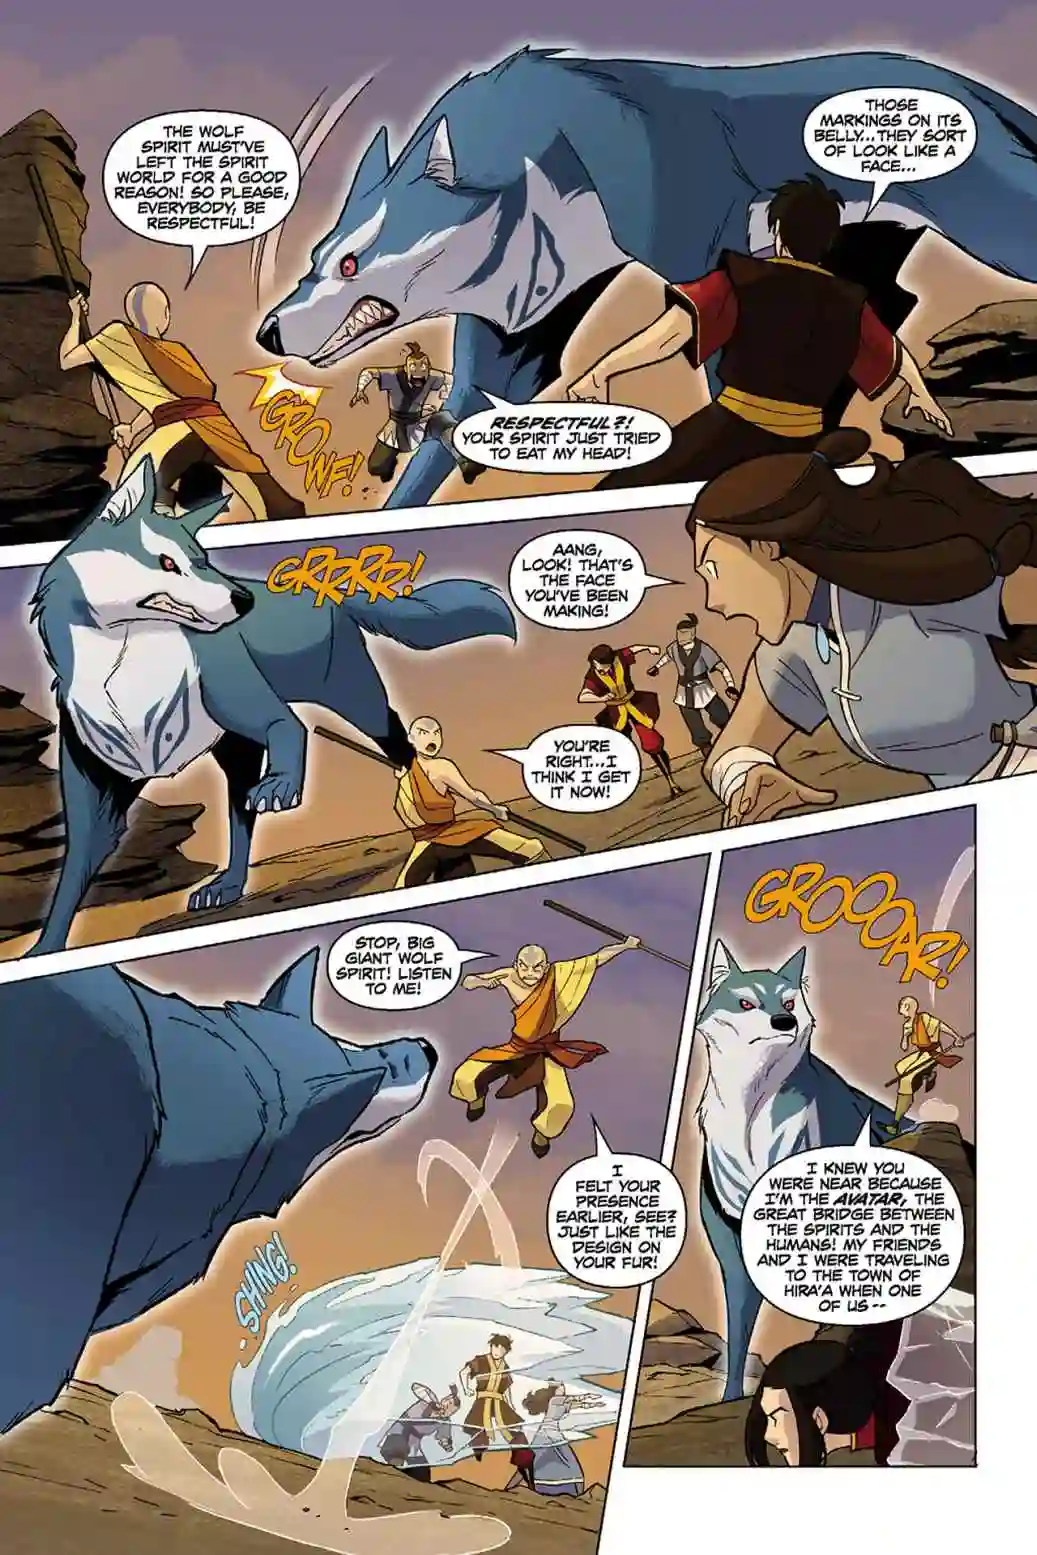 THE WOLF
SPIRIT MUST'VE
LEFT THE SPIRIT
WORLD FOR A GOOD
REASON! SO PLEASE,
EVERYBODY, BE
RESPECTFUL!
THOSE
MARKINGS ON ITS
BELLY...THEY SORT
OF LOOK LIKE A
FACE...
GROWF!
RESPECTFUL?!
YOUR SPIRIT JUST TRIED
TO EAT MY HEAD!
GRRRR!
AANG,
LOOK! THAT'S
THE FACE
YOU'VE BEEN
MAKING!
YOU'RE
RIGHT...I
THINK I GET
IT NOW!
STOP, BIG
GIANT WOLF
SPIRIT! LISTEN
TO ME!
I
FELT YOUR
PRESENCE
EARLIER, SEE?
JUST LIKE THE
DESIGN ON
YOUR FUR!
SHING!
GROOOAR!
I KNEW YOU
WERE NEAR BECAUSE
I'M THE AVATAR, THE
GREAT BRIDGE BETWEEN
THE SPIRITS AND THE
HUMANS! MY FRIENDS
AND I WERE TRAVELING
TO THE TOWN OF
HIRA'A WHEN ONE
OF US --